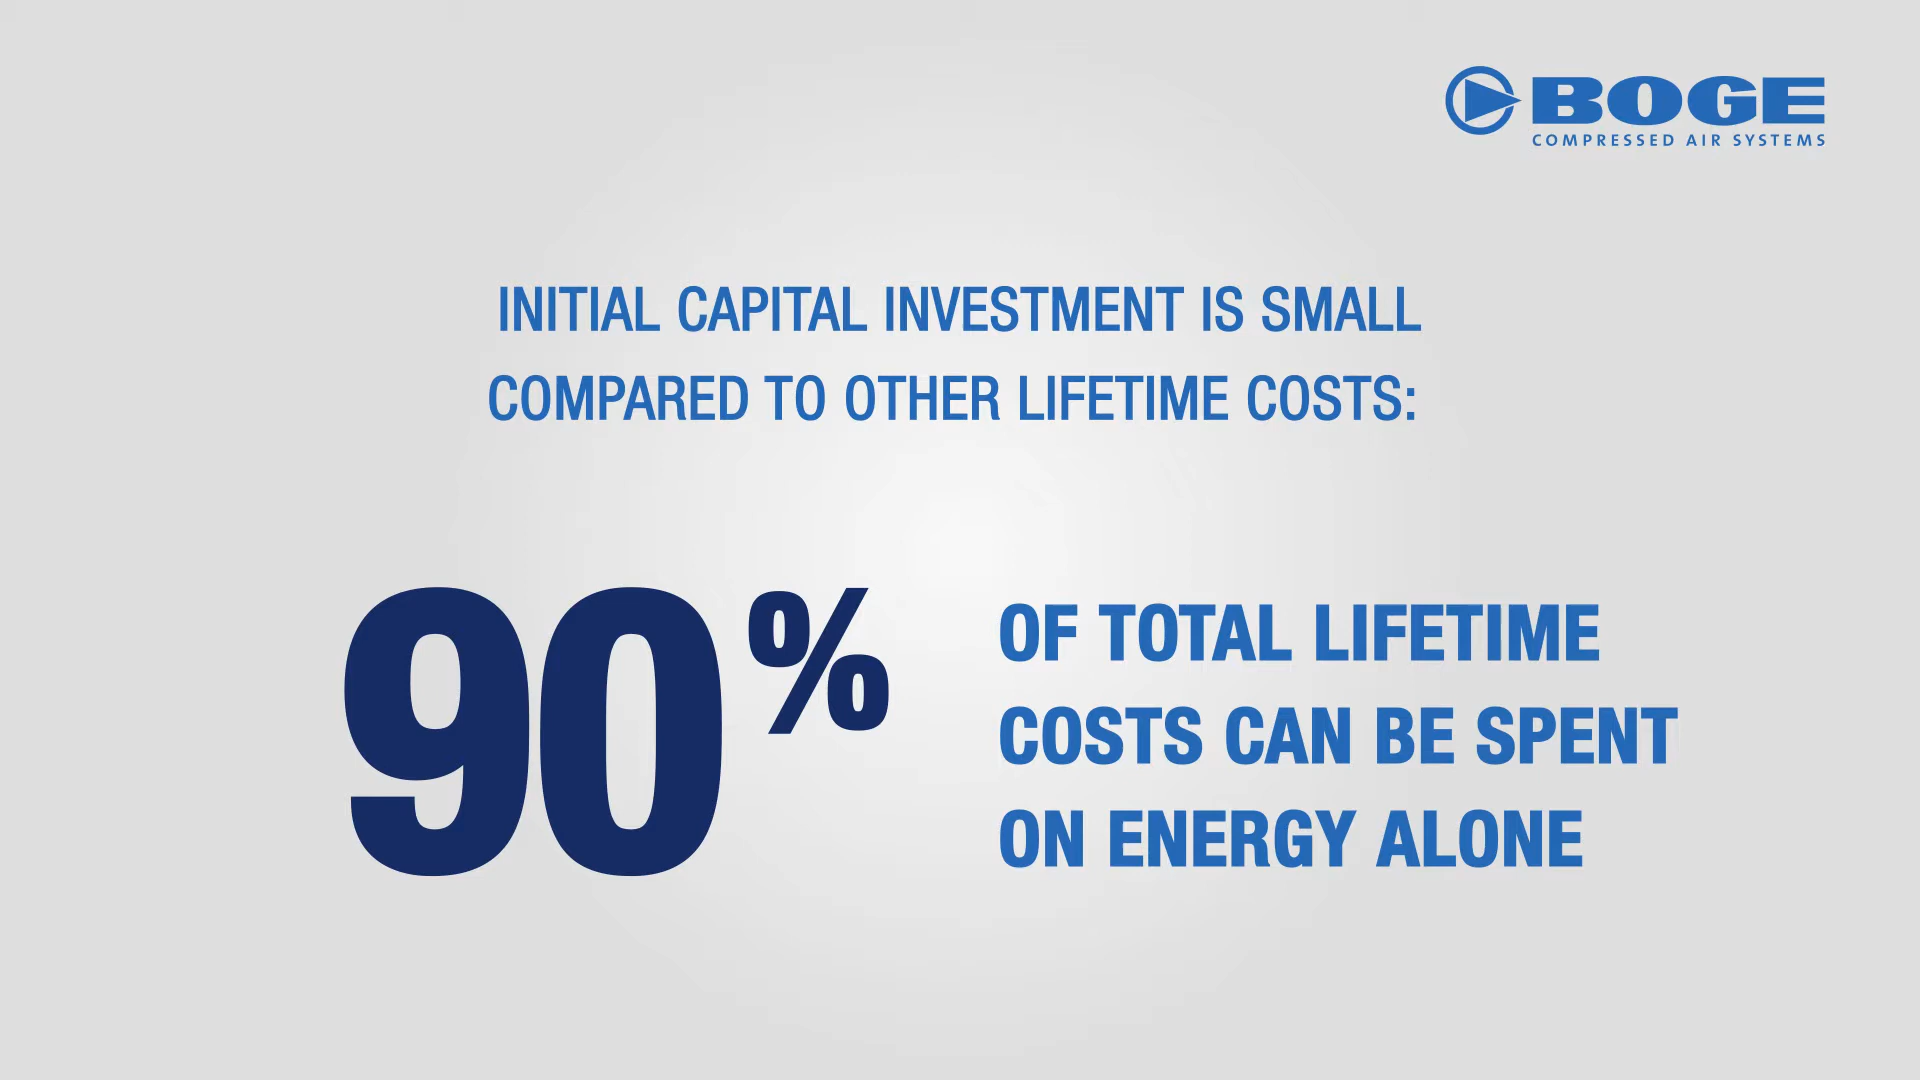 BOGE
COMPRESSED AIR SYSTEMS
INITIAL CAPITAL INVESTMENT IS SMALL
COMPARED TO OTHER LIFETIME COSTS:
90%
OF TOTAL LIFETIME
COSTS CAN BE SPENT
ON ENERGY ALONE